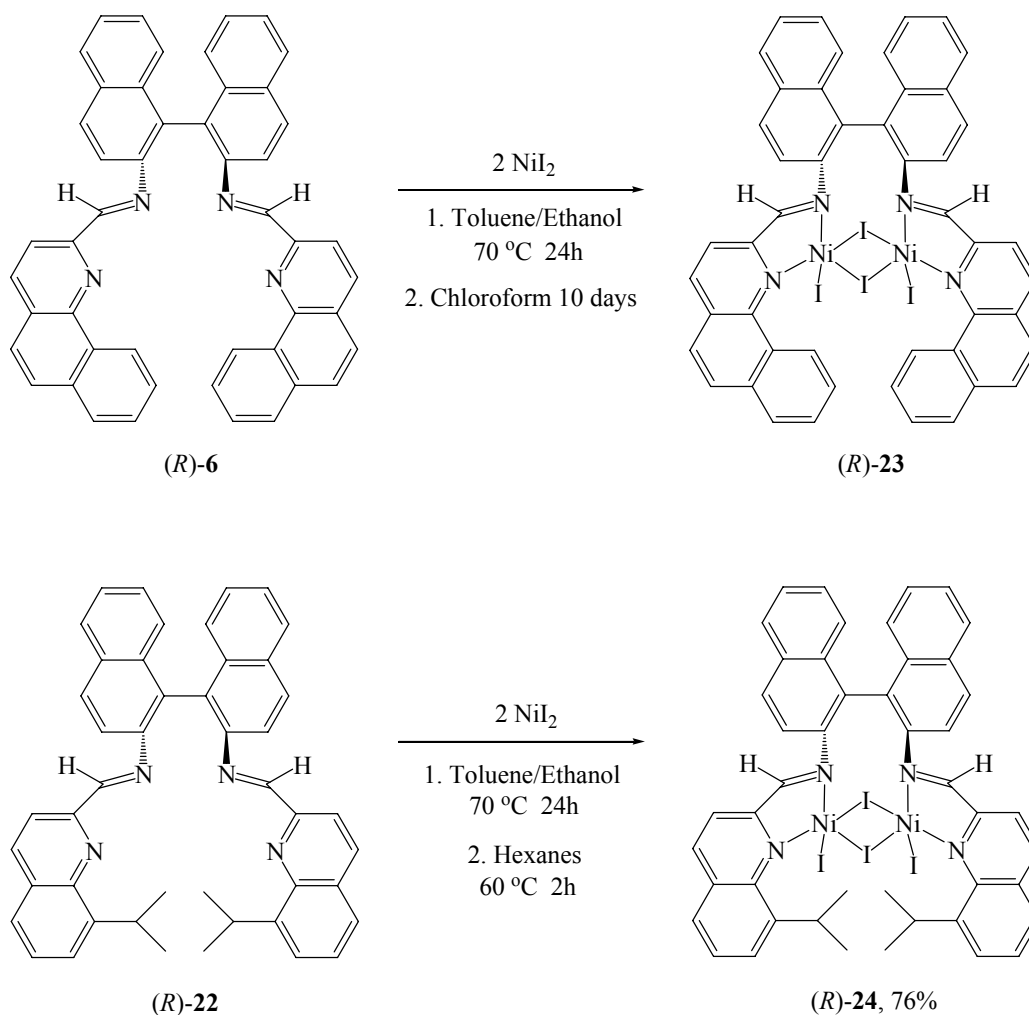 H
N
N
H
N
N
2 NiI₂
1. Toluene/Ethanol
70 °C 24h
2. Chloroform 10 days
H
N
N
H
I
Ni
Ni
N
I
I
I
N
(R)-6
(R)-23
H
N
N
H
N
N
2 NiI₂
1. Toluene/Ethanol
70 °C 24h
2. Hexanes
60 °C 2h
H
N
N
H
I
Ni
Ni
N
I
I
I
N
(R)-22
(R)-24, 76%